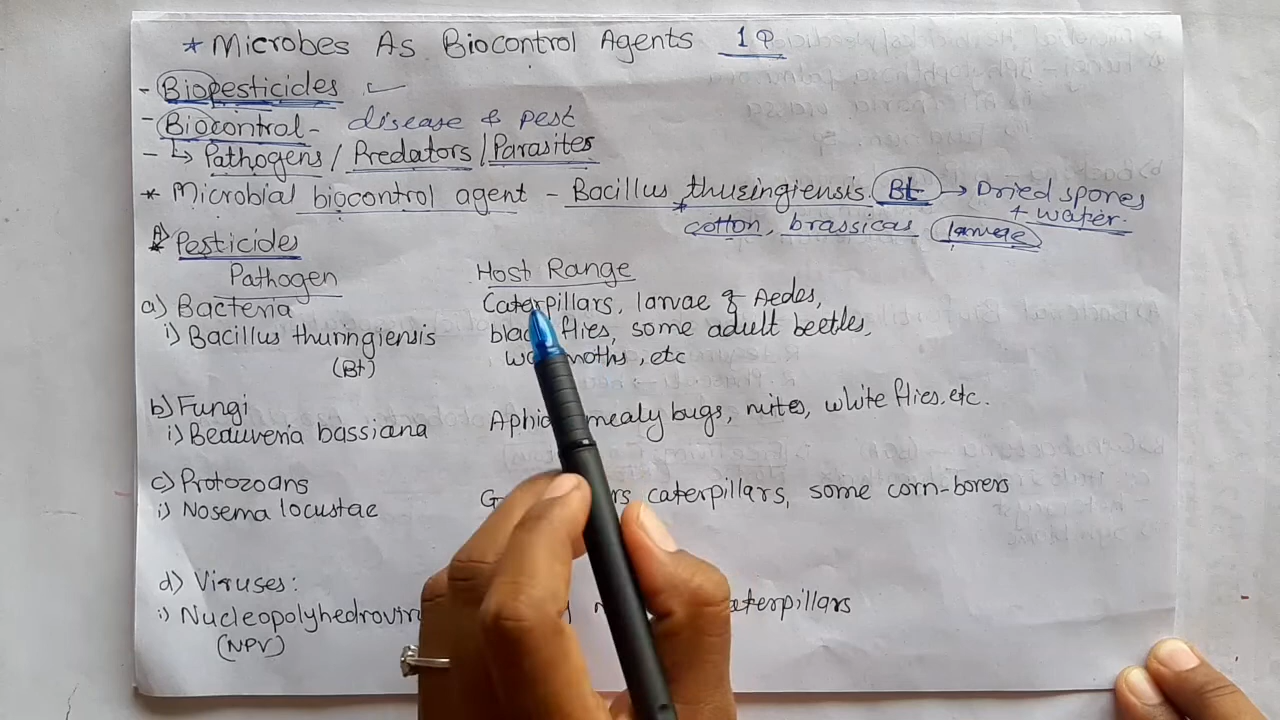 * Microbes As Biocontrol Agents 1 Q
- Biopesticides
- Biocontrol - disease & pest
- ↳ Pathogens / Predators / Parasites
* Microbial biocontrol agent - Bacillus thuringiensis. Bt → Dried spores
+ water.
cotton, brassicas larvae
A) Pesticides
Pathogen Host Range
a) Bacteria Caterpillars, larvae of Aedes,
i) Bacillus thuringiensis flies, some adult beetles,
(Bt) moths, etc
b) Fungi mealy bugs, mites, white flies, etc.
i) Beauveria bassiana
c) Protozoans caterpillars, some corn-borers
i) Nosema locustae
d) Viruses:
i) caterpillars
(NPV)